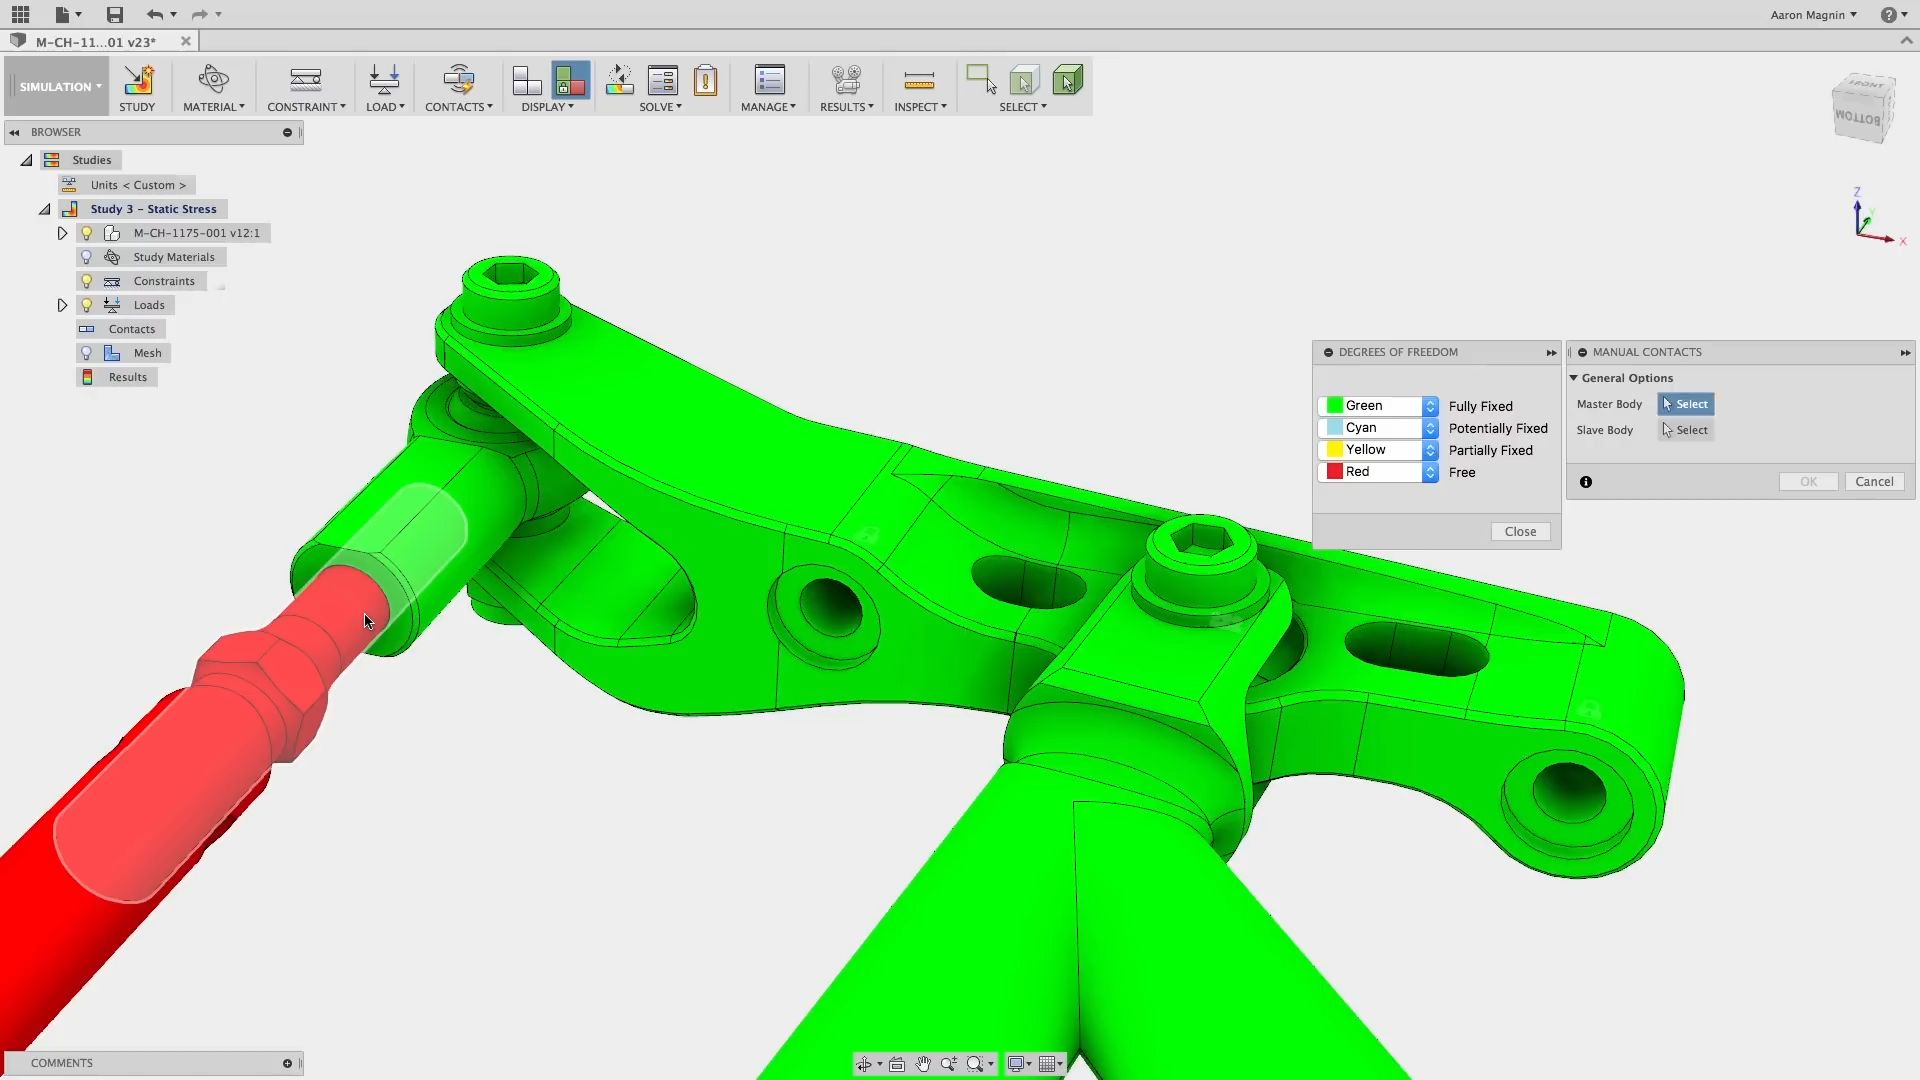 Aaron Magnin
M-CH-11...01 v23*
SIMULATION
STUDY
MATERIAL
CONSTRAINT
LOAD
CONTACTS
DISPLAY
SOLVE
MANAGE
RESULTS
INSPECT
SELECT
FRONT
BOTTOM
BROWSER
Studies
Units < Custom >
Study 3 - Static Stress
M-CH-1175-001 v12:1
Study Materials
Constraints
Loads
Contacts
Mesh
Results
Z
Y
X
DEGREES OF FREEDOM
Green Fully Fixed
Cyan Potentially Fixed
Yellow Partially Fixed
Red Free
Close
MANUAL CONTACTS
General Options
Master Body Select
Slave Body Select
OK Cancel
COMMENTS